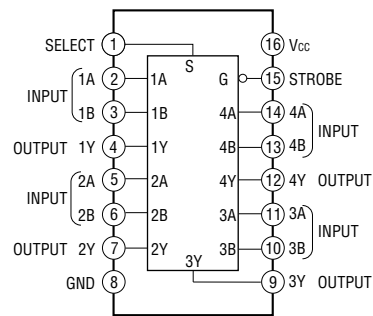 SELECT 1 S 16 Vcc
INPUT 1A 2 1A G 15 STROBE
1B 3 1B 4A 14 4A INPUT
OUTPUT 1Y 4 1Y 4B 13 4B
INPUT 2A 5 2A 4Y 12 4Y OUTPUT
2B 6 2B 3A 11 3A INPUT
OUTPUT 2Y 7 2Y 3B 10 3B
GND 8 3Y 9 3Y OUTPUT